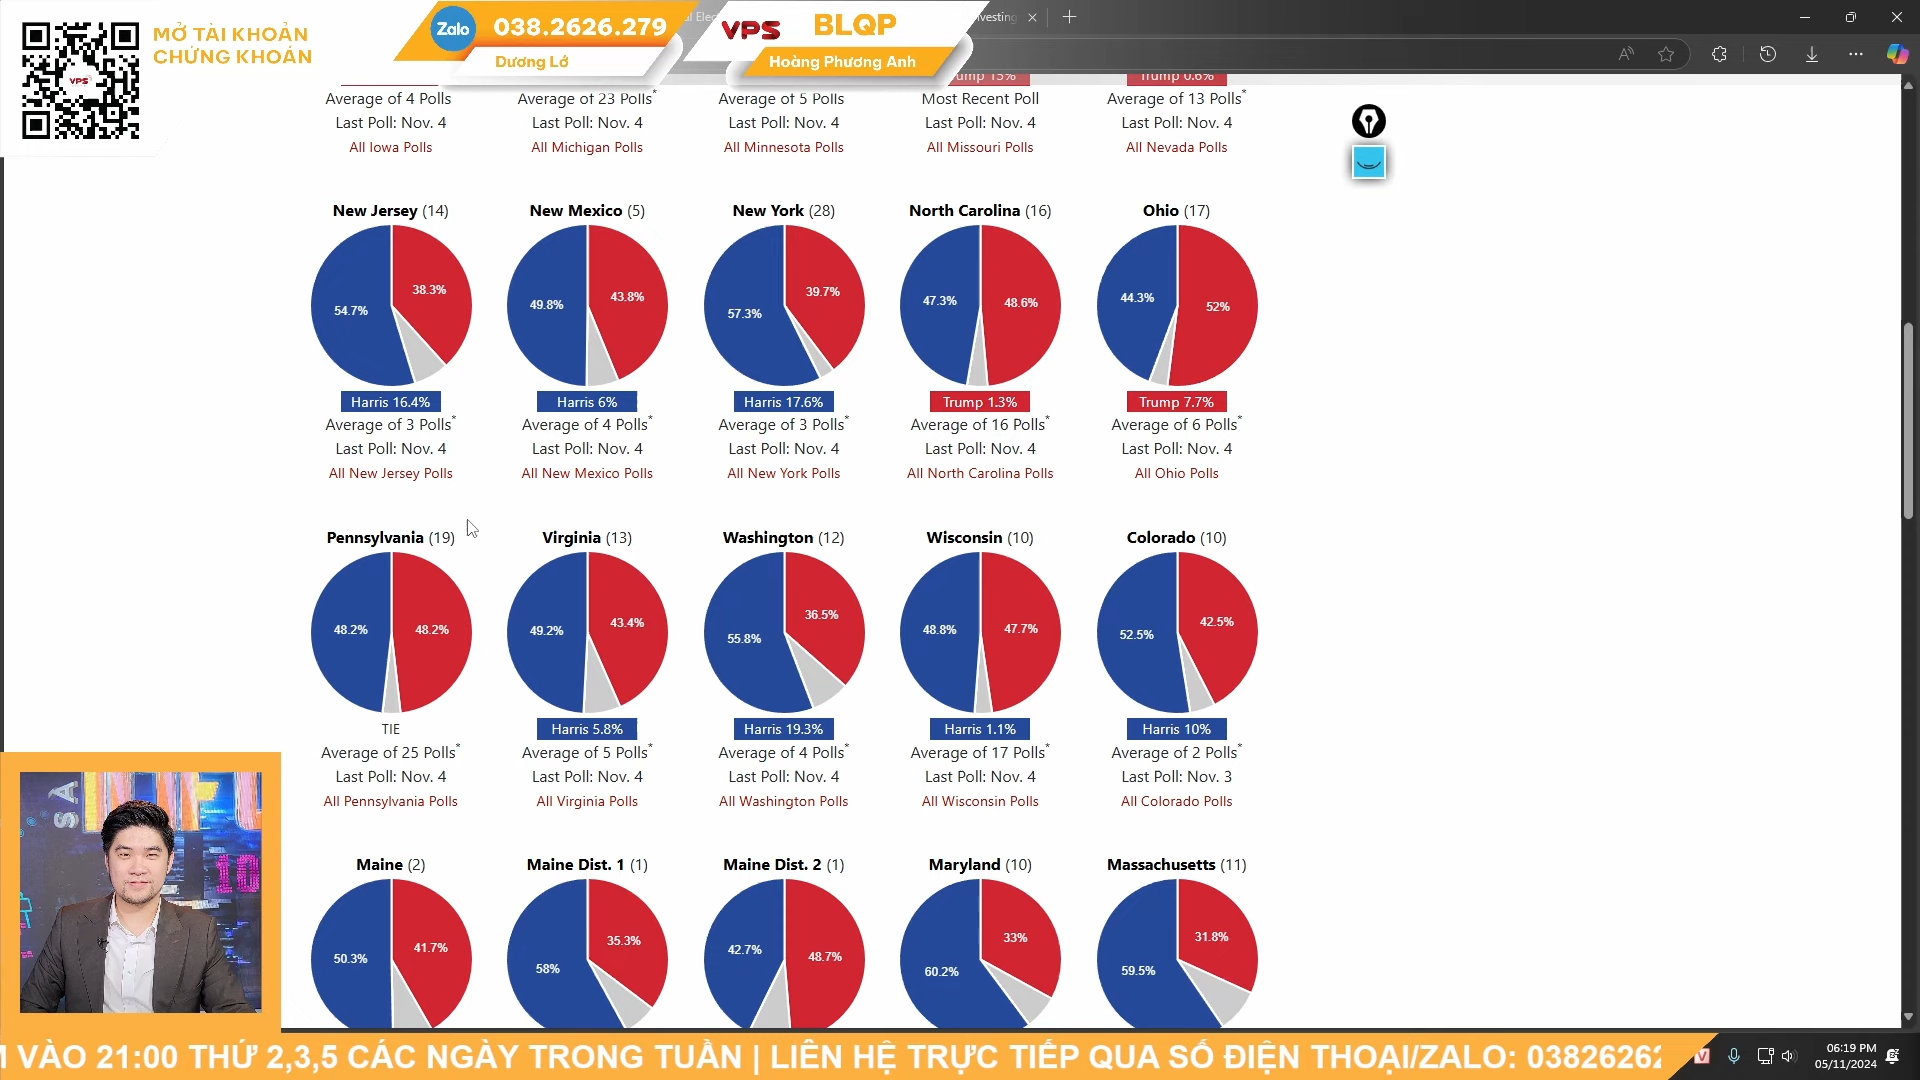 MỞ TÀI KHOẢN
CHỨNG KHOÁN
VPS
Zalo
038.2626.279
Dương Lớ
VPS
BLQP
Hoàng Phương Anh
Average of 4 Polls
Last Poll: Nov. 4
All Iowa Polls
Average of 23 Polls*
Last Poll: Nov. 4
All Michigan Polls
Average of 5 Polls
Last Poll: Nov. 4
All Minnesota Polls
Trump 15%
Most Recent Poll
Last Poll: Nov. 4
All Missouri Polls
Trump 0.6%
Average of 13 Polls*
Last Poll: Nov. 4
All Nevada Polls
New Jersey (14)
54.7%
38.3%
Harris 16.4%
Average of 3 Polls*
Last Poll: Nov. 4
All New Jersey Polls
New Mexico (5)
49.8%
43.8%
Harris 6%
Average of 4 Polls*
Last Poll: Nov. 4
All New Mexico Polls
New York (28)
57.3%
39.7%
Harris 17.6%
Average of 3 Polls*
Last Poll: Nov. 4
All New York Polls
North Carolina (16)
47.3%
48.6%
Trump 1.3%
Average of 16 Polls*
Last Poll: Nov. 4
All North Carolina Polls
Ohio (17)
44.3%
52%
Trump 7.7%
Average of 6 Polls*
Last Poll: Nov. 4
All Ohio Polls
Pennsylvania (19)
48.2%
48.2%
TIE
Average of 25 Polls*
Last Poll: Nov. 4
All Pennsylvania Polls
Virginia (13)
49.2%
43.4%
Harris 5.8%
Average of 5 Polls*
Last Poll: Nov. 4
All Virginia Polls
Washington (12)
55.8%
36.5%
Harris 19.3%
Average of 4 Polls*
Last Poll: Nov. 4
All Washington Polls
Wisconsin (10)
48.8%
47.7%
Harris 1.1%
Average of 17 Polls*
Last Poll: Nov. 4
All Wisconsin Polls
Colorado (10)
52.5%
42.5%
Harris 10%
Average of 2 Polls*
Last Poll: Nov. 3
All Colorado Polls
Maine (2)
50.3%
41.7%
Maine Dist. 1 (1)
58%
35.3%
Maine Dist. 2 (1)
42.7%
48.7%
Maryland (10)
60.2%
33%
Massachusetts (11)
59.5%
31.8%
SA
10
M VÀO 21:00 THỨ 2,3,5 CÁC NGÀY TRONG TUẦN | LIÊN HỆ TRỰC TIẾP QUA SỐ ĐIỆN THOẠI/ZALO: 03826262
06:19 PM
05/11/2024